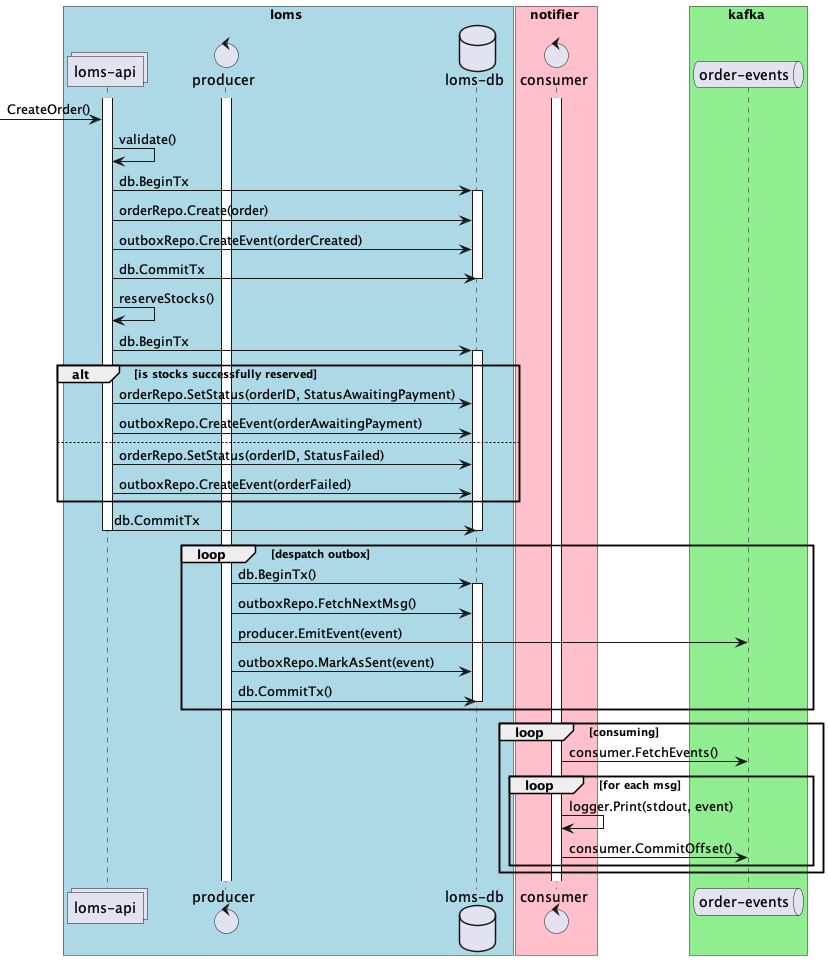 loms
notifier
kafka
loms-api
producer
loms-db
consumer
order-events
CreateOrder()
validate()
db.BeginTx
orderRepo.Create(order)
outboxRepo.CreateEvent(orderCreated)
db.CommitTx
reserveStocks()
db.BeginTx
alt
[is stocks successfully reserved]
orderRepo.SetStatus(orderID, StatusAwaitingPayment)
outboxRepo.CreateEvent(orderAwaitingPayment)
orderRepo.SetStatus(orderID, StatusFailed)
outboxRepo.CreateEvent(orderFailed)
db.CommitTx
loop
[despatch outbox]
db.BeginTx()
outboxRepo.FetchNextMsg()
producer.EmitEvent(event)
outboxRepo.MarkAsSent(event)
db.CommitTx()
loop
[consuming]
consumer.FetchEvents()
loop
[for each msg]
logger.Print(stdout, event)
consumer.CommitOffset()
loms-api
producer
loms-db
consumer
order-events